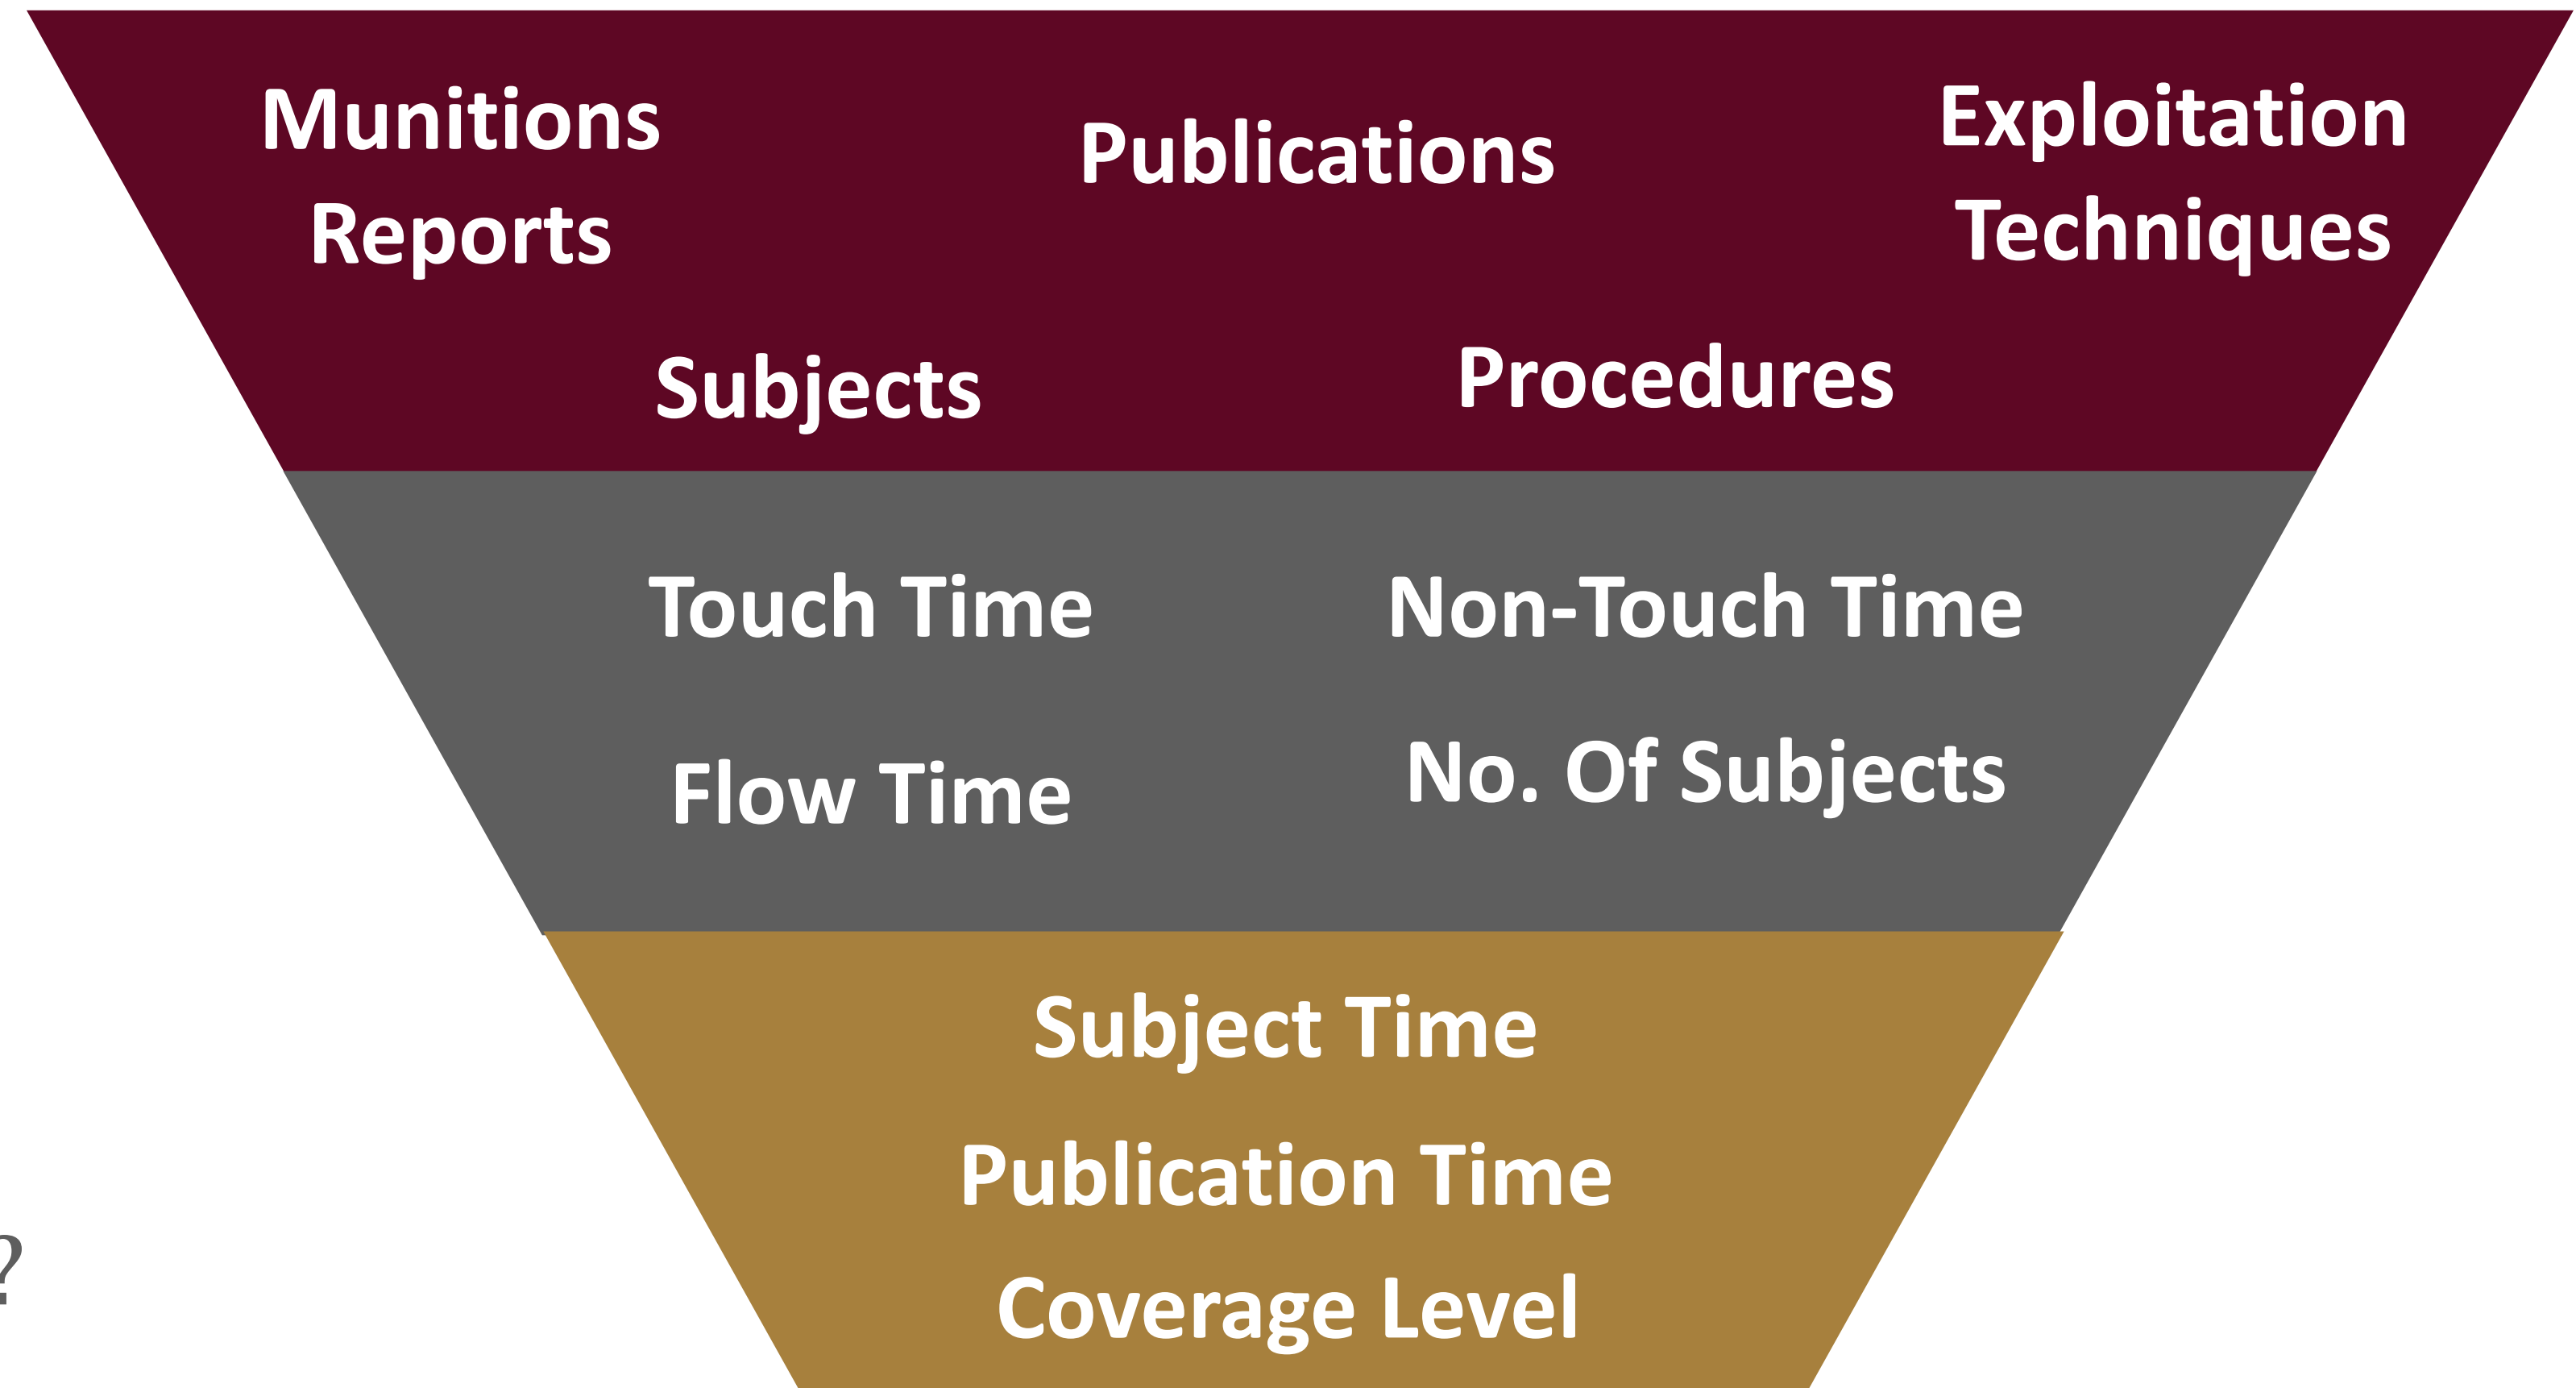 Munitions
Reports
Publications
Exploitation
Techniques
Subjects
Procedures
Touch Time
Non-Touch Time
Flow Time
No. Of Subjects
Subject Time
Publication Time
Coverage Level
?